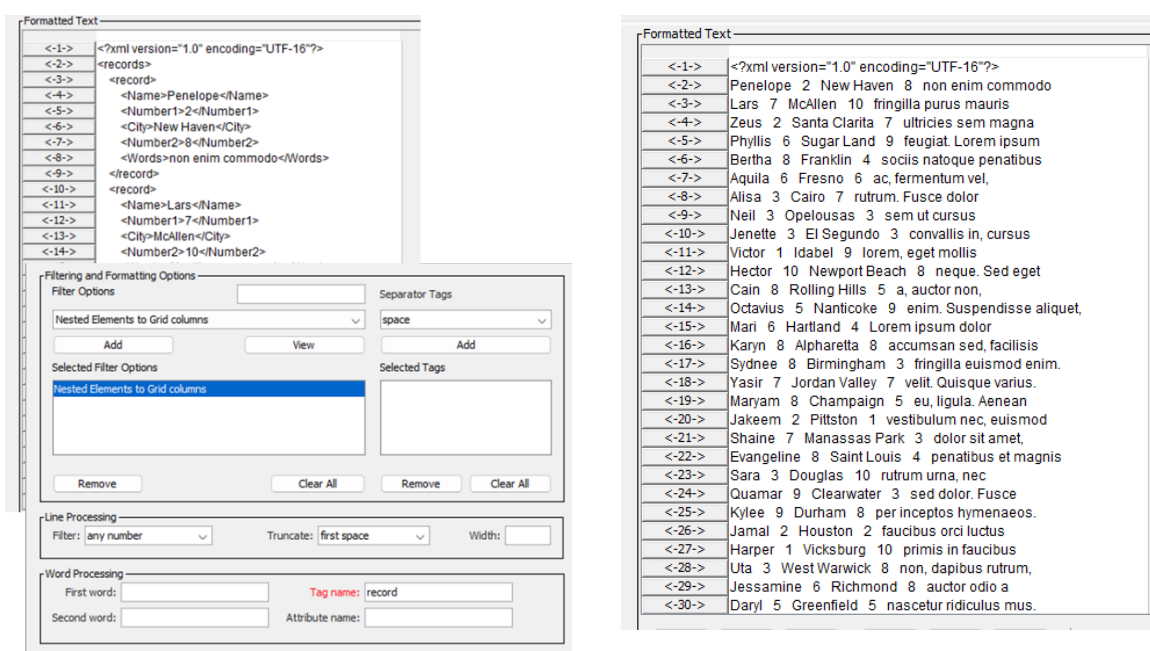 Formatted Text
<-1-> <?xml version="1.0" encoding="UTF-16"?>
<-2-> <records>
<-3-> <record>
<-4-> <Name>Penelope</Name>
<-5-> <Number1>2</Number1>
<-6-> <City>New Haven</City>
<-7-> <Number2>8</Number2>
<-8-> <Words>non enim commodo</Words>
<-9-> </record>
<-10-> <record>
<-11-> <Name>Lars</Name>
<-12-> <Number1>7</Number1>
<-13-> <City>McAllen</City>
<-14-> <Number2>10</Number2>
Filtering and Formatting Options
Filter Options Separator Tags
Nested Elements to Grid columns space
Add View Add
Selected Filter Options Selected Tags
Nested Elements to Grid columns
Remove Clear All Remove Clear All
Line Processing
Filter: any number Truncate: first space Width:
Word Processing
First word: Tag name: record
Second word: Attribute name:
Formatted Text
<-1-> <?xml version="1.0" encoding="UTF-16"?>
<-2-> Penelope 2 New Haven 8 non enim commodo
<-3-> Lars 7 McAllen 10 fringilla purus mauris
<-4-> Zeus 2 Santa Clarita 7 ultricies sem magna
<-5-> Phyllis 6 Sugar Land 9 feugiat. Lorem ipsum
<-6-> Bertha 8 Franklin 4 sociis natoque penatibus
<-7-> Aquila 6 Fresno 6 ac, fermentum vel,
<-8-> Alisa 3 Cairo 7 rutrum. Fusce dolor
<-9-> Neil 3 Opelousas 3 sem ut cursus
<-10-> Jenette 3 El Segundo 3 convallis in, cursus
<-11-> Victor 1 Idabel 9 lorem, eget mollis
<-12-> Hector 10 Newport Beach 8 neque. Sed eget
<-13-> Cain 8 Rolling Hills 5 a, auctor non,
<-14-> Octavius 5 Nanticoke 9 enim. Suspendisse aliquet,
<-15-> Mari 6 Hartland 4 Lorem ipsum dolor
<-16-> Karyn 8 Alpharetta 8 accumsan sed, facilisis
<-17-> Sydnee 8 Birmingham 3 fringilla euismod enim.
<-18-> Yasir 7 Jordan Valley 7 velit. Quisque varius.
<-19-> Maryam 8 Champaign 5 eu, ligula. Aenean
<-20-> Jakeem 2 Pittston 1 vestibulum nec, euismod
<-21-> Shaine 7 Manassas Park 3 dolor sit amet,
<-22-> Evangeline 8 Saint Louis 4 penatibus et magnis
<-23-> Sara 3 Douglas 10 rutrum urna, nec
<-24-> Quamar 9 Clearwater 3 sed dolor. Fusce
<-25-> Kylee 9 Durham 8 per inceptos hymenaeos.
<-26-> Jamal 2 Houston 2 faucibus orci luctus
<-27-> Harper 1 Vicksburg 10 primis in faucibus
<-28-> Uta 3 West Warwick 8 non, dapibus rutrum,
<-29-> Jessamine 6 Richmond 8 auctor odio a
<-30-> Daryl 5 Greenfield 5 nascetur ridiculus mus.